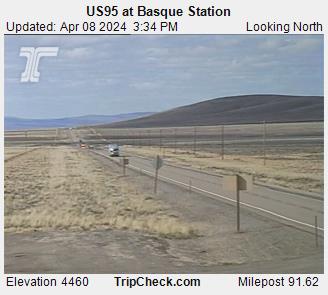 US95 at Basque Station
Updated: Apr 08 2024 3:34 PM Looking North
Elevation 4460 TripCheck.com Milepost 91.62